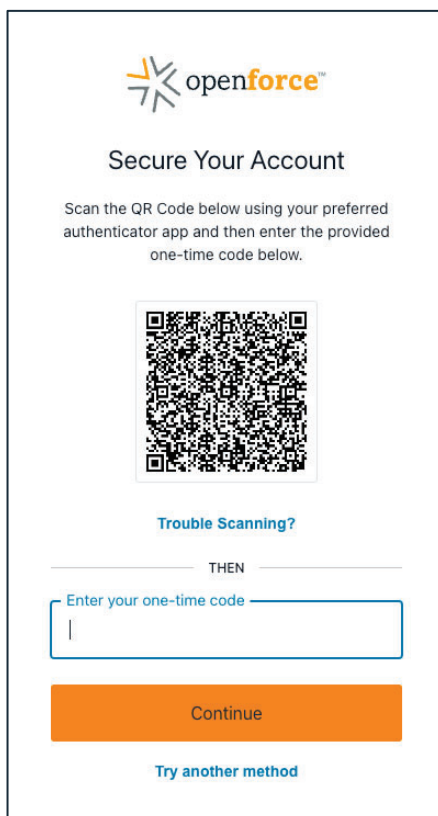 openforce™
Secure Your Account
Scan the QR Code below using your preferred
authenticator app and then enter the provided
one-time code below.
Trouble Scanning?
THEN
Enter your one-time code
Continue
Try another method